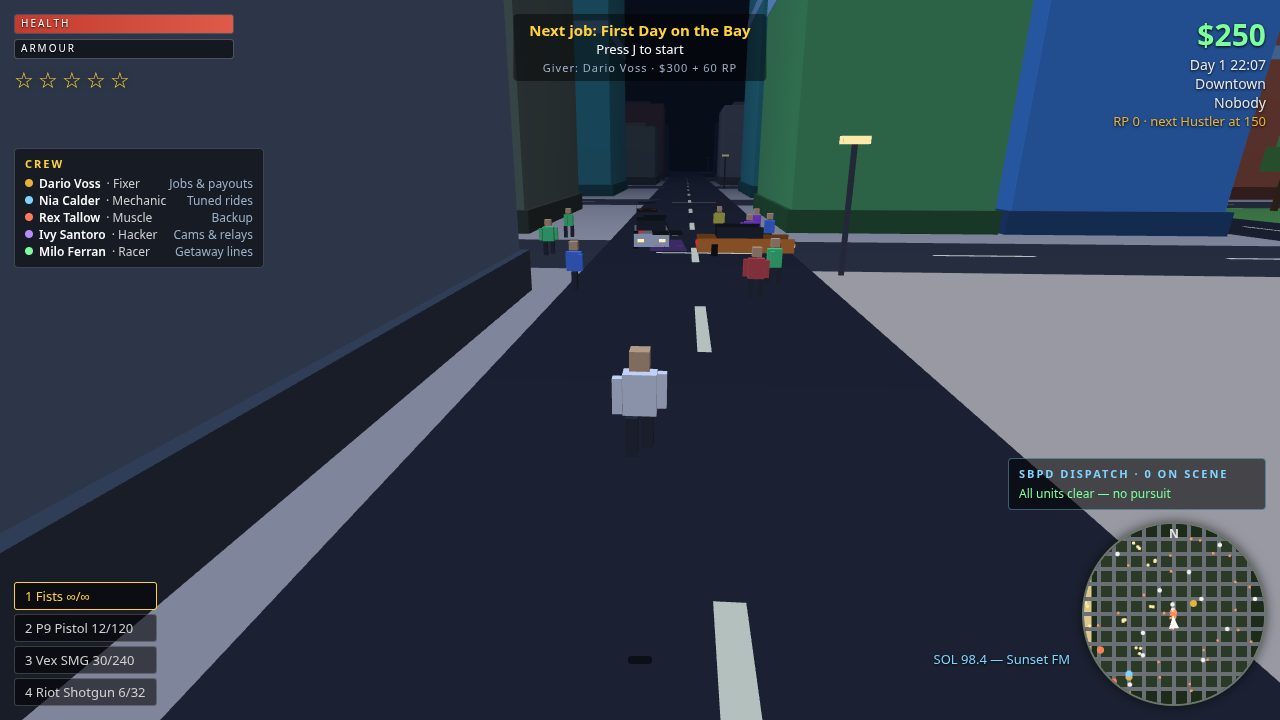 HEALTH
ARMOUR
☆☆☆☆☆
CREW
Dario Voss · Fixer Jobs & payouts
Nia Calder · Mechanic Tuned rides
Rex Tallow · Muscle Backup
Ivy Santoro · Hacker Cams & relays
Milo Ferran · Racer Getaway lines
Next job: First Day on the Bay
Press J to start
Giver: Dario Voss · $300 + 60 RP
$250
Day 1 22:07
Downtown
Nobody
RP 0 · next Hustler at 150
SBPD DISPATCH · 0 ON SCENE
All units clear — no pursuit
N
1 Fists ∞/∞
2 P9 Pistol 12/120
3 Vex SMG 30/240
4 Riot Shotgun 6/32
SOL 98.4 — Sunset FM